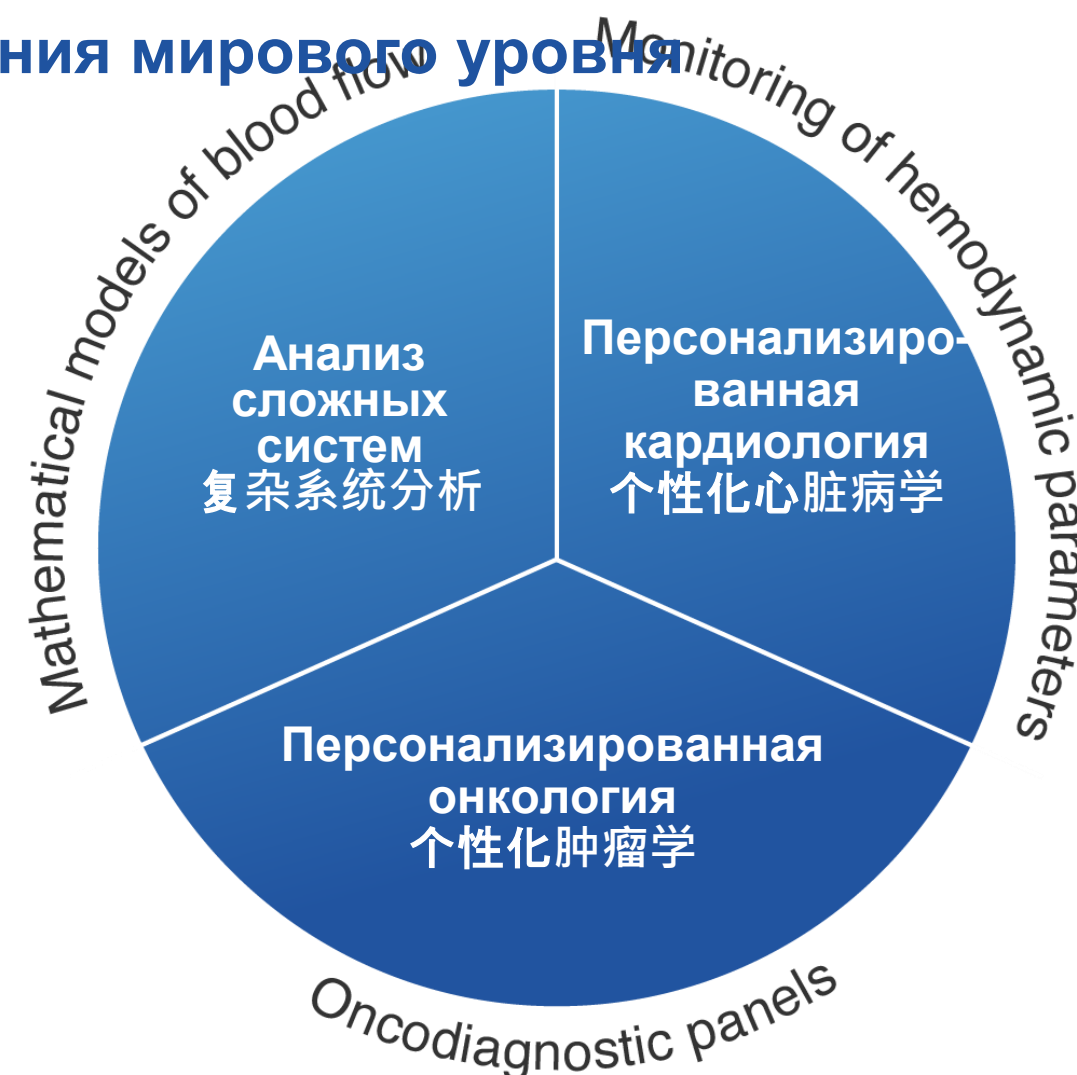 ния мирового уровня
Mathematical models of blood flow
Monitoring of hemodynamic parameters
Анализ
сложных
систем
复杂系统分析
Персонализиро-
ванная
кардиология
个性化心脏病学
Персонализированная
онкология
个性化肿瘤学
Oncodiagnostic panels